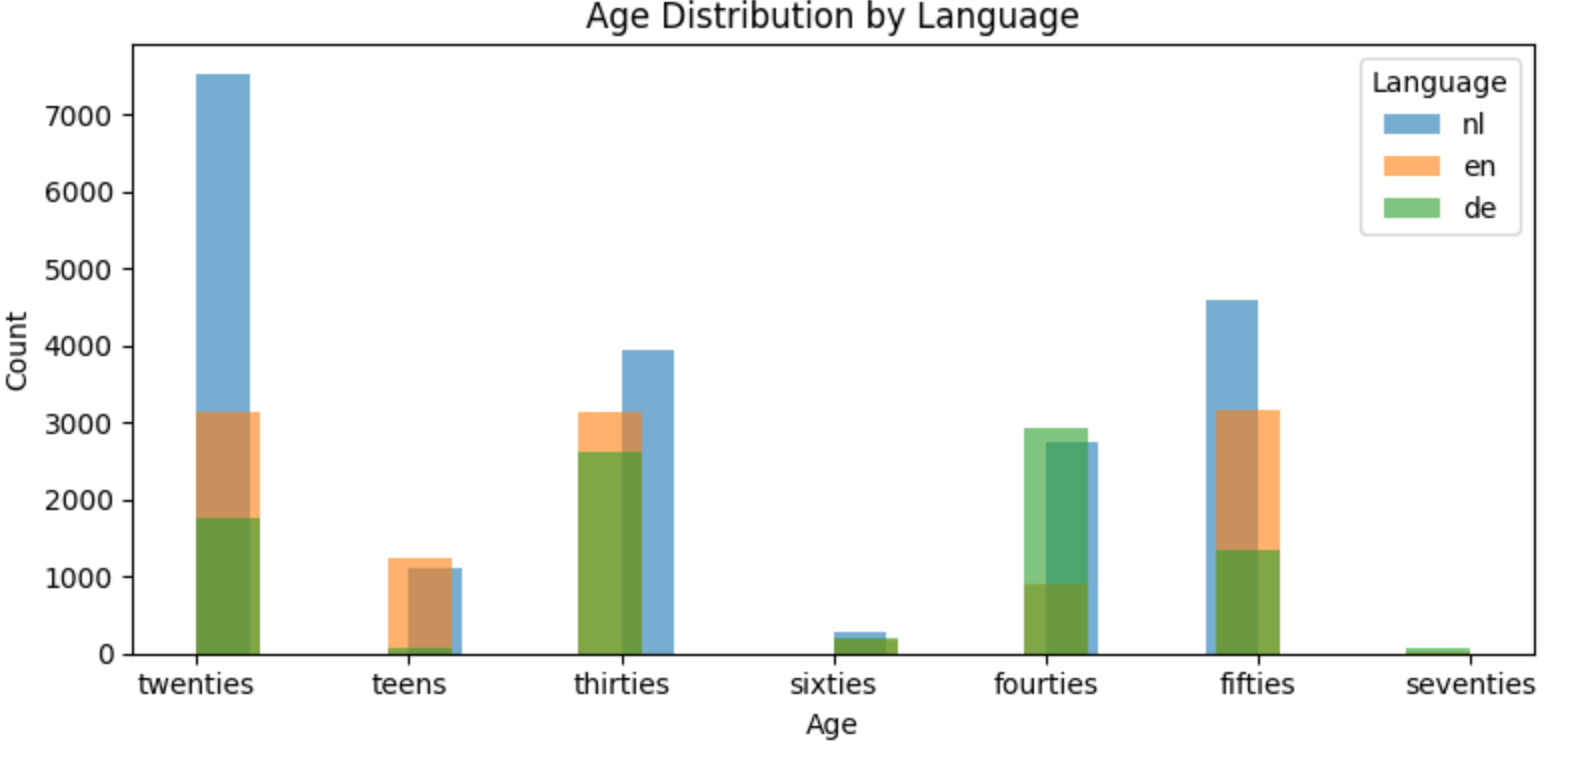 Age Distribution by Language
Language
nl
en
de
7000
6000
5000
4000
3000
2000
1000
0
Count
twenties teens thirties sixties fourties fifties seventies
Age